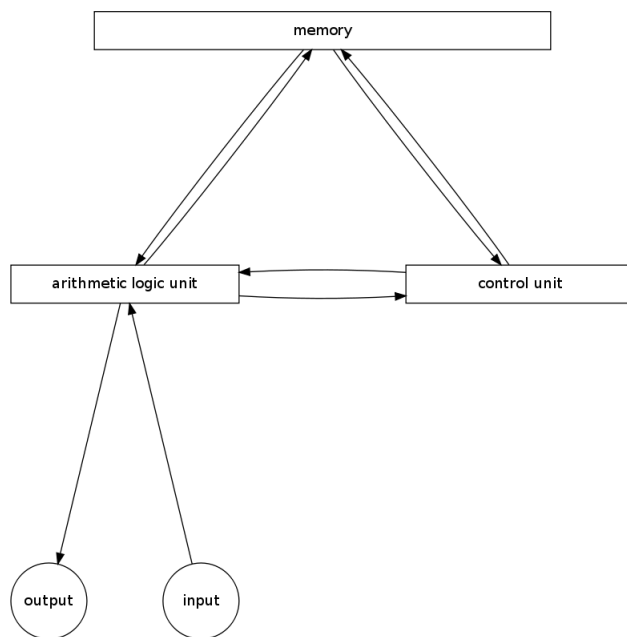 memory
arithmetic logic unit
control unit
output
input